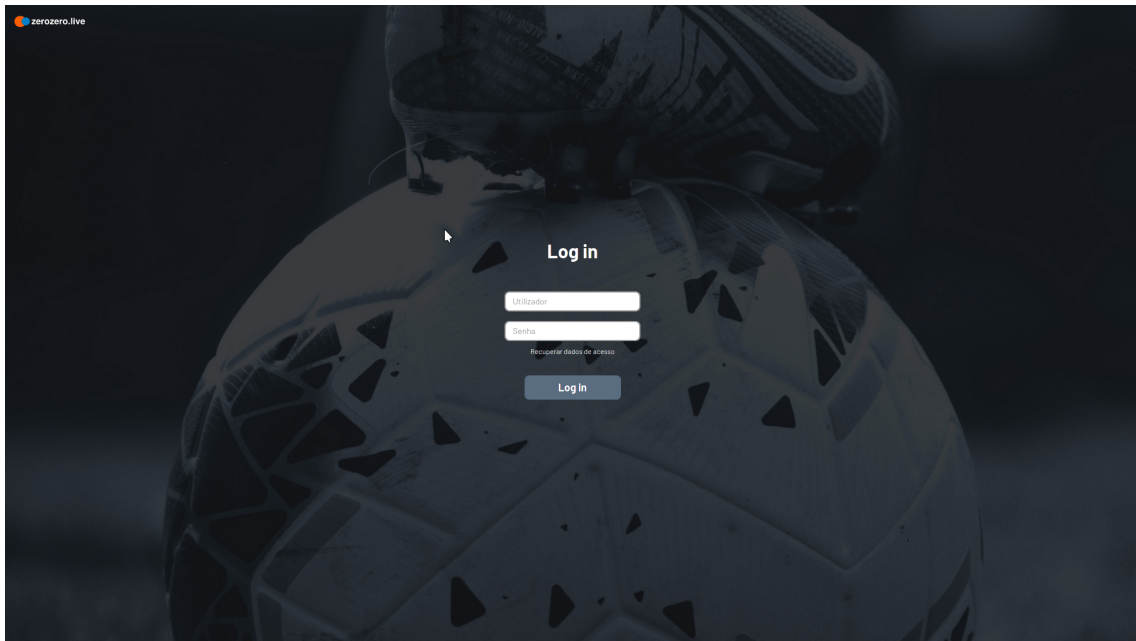 zerozero.live
Log in
Utilizador
Senha
Recuperar dados de acesso
Log In